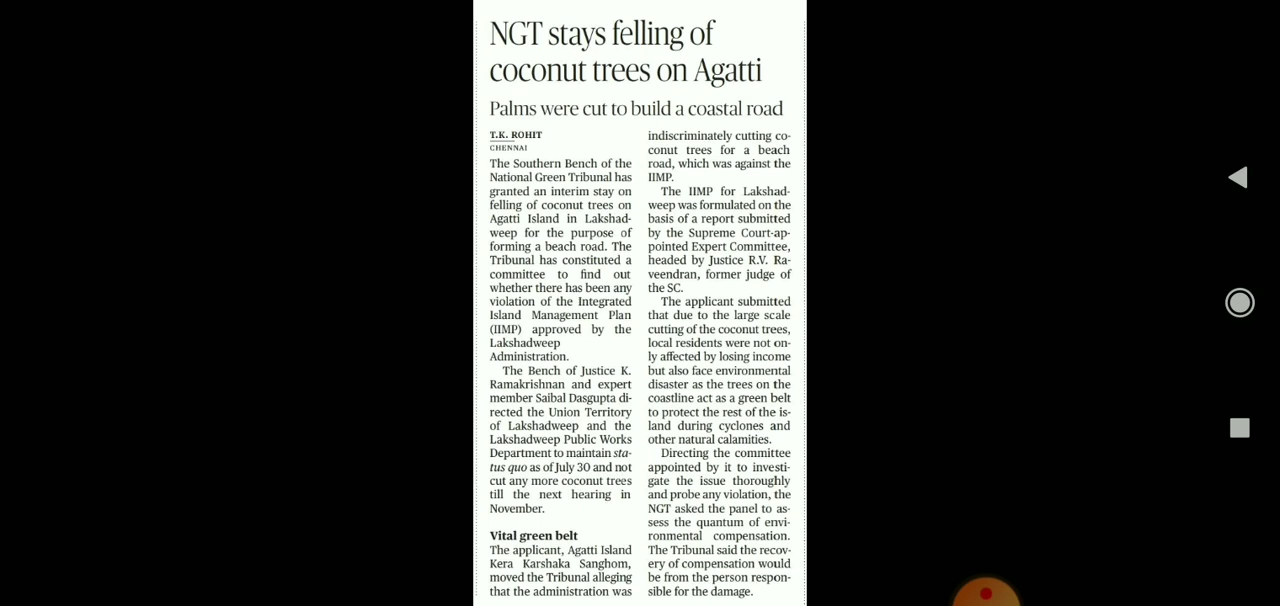 NGT stays felling of
coconut trees on Agatti
Palms were cut to build a coastal road
T.K. ROHIT
CHENNAI
The Southern Bench of the
National Green Tribunal has
granted an interim stay on
felling of coconut trees on
Agatti Island in Lakshad-
weep for the purpose of
forming a beach road. The
Tribunal has constituted a
committee to find out
whether there has been any
violation of the Integrated
Island Management Plan
(IIMP) approved by the
Lakshadweep
Administration.
The Bench of Justice K.
Ramakrishnan and expert
member Saibal Dasgupta di-
rected the Union Territory
of Lakshadweep and the
Lakshadweep Public Works
Department to maintain sta-
tus quo as of July 30 and not
cut any more coconut trees
till the next hearing in
November.
Vital green belt
The applicant, Agatti Island
Kera Karshaka Sanghom,
moved the Tribunal alleging
that the administration was
indiscriminately cutting co-
conut trees for a beach
road, which was against the
IIMP.
The IIMP for Lakshad-
weep was formulated on the
basis of a report submitted
by the Supreme Court-ap-
pointed Expert Committee,
headed by Justice R.V. Ra-
veendran, former judge of
the SC.
The applicant submitted
that due to the large scale
cutting of the coconut trees,
local residents were not on-
ly affected by losing income
but also face environmental
disaster as the trees on the
coastline act as a green belt
to protect the rest of the is-
land during cyclones and
other natural calamities.
Directing the committee
appointed by it to investi-
gate the issue thoroughly
and probe any violation, the
NGT asked the panel to as-
sess the quantum of envi-
ronmental compensation.
The Tribunal said the recov-
ery of compensation would
be from the person respon-
sible for the damage.